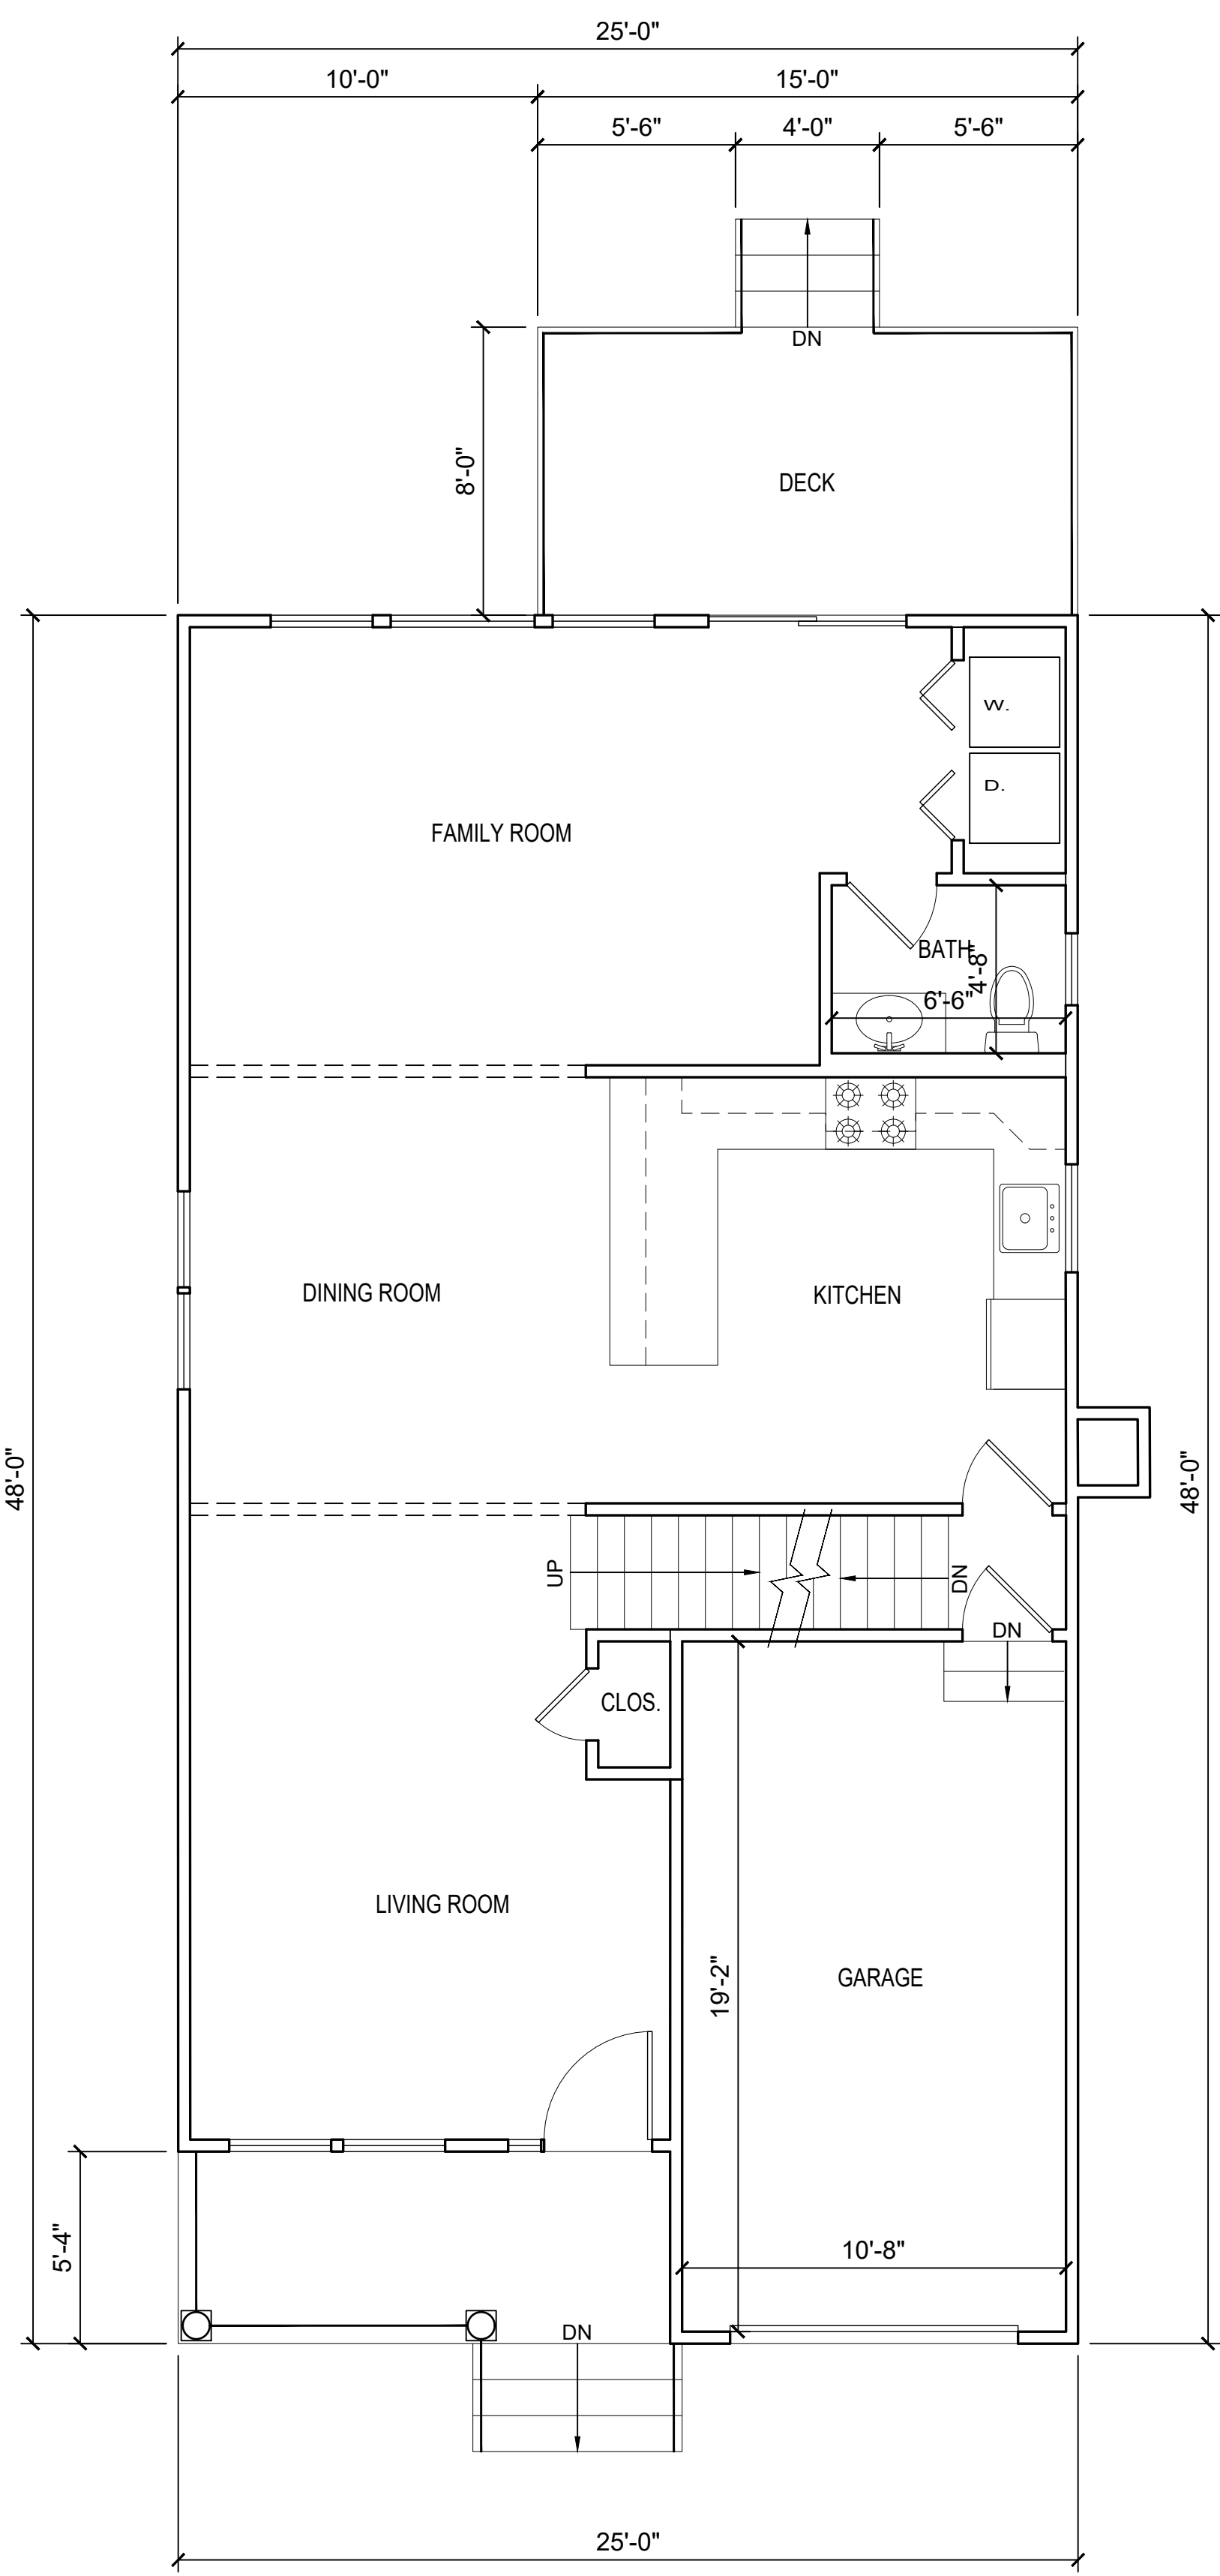 25'-0"
10'-0"
15'-0"
5'-6"
4'-0"
5'-6"
DN
8'-0"
DECK
W.
D.
FAMILY ROOM
BATH
4'-8"
6'-6"
DINING ROOM
KITCHEN
48'-0"
48'-0"
UP
DN
DN
CLOS.
LIVING ROOM
GARAGE
19'-2"
5'-4"
10'-8"
DN
25'-0"